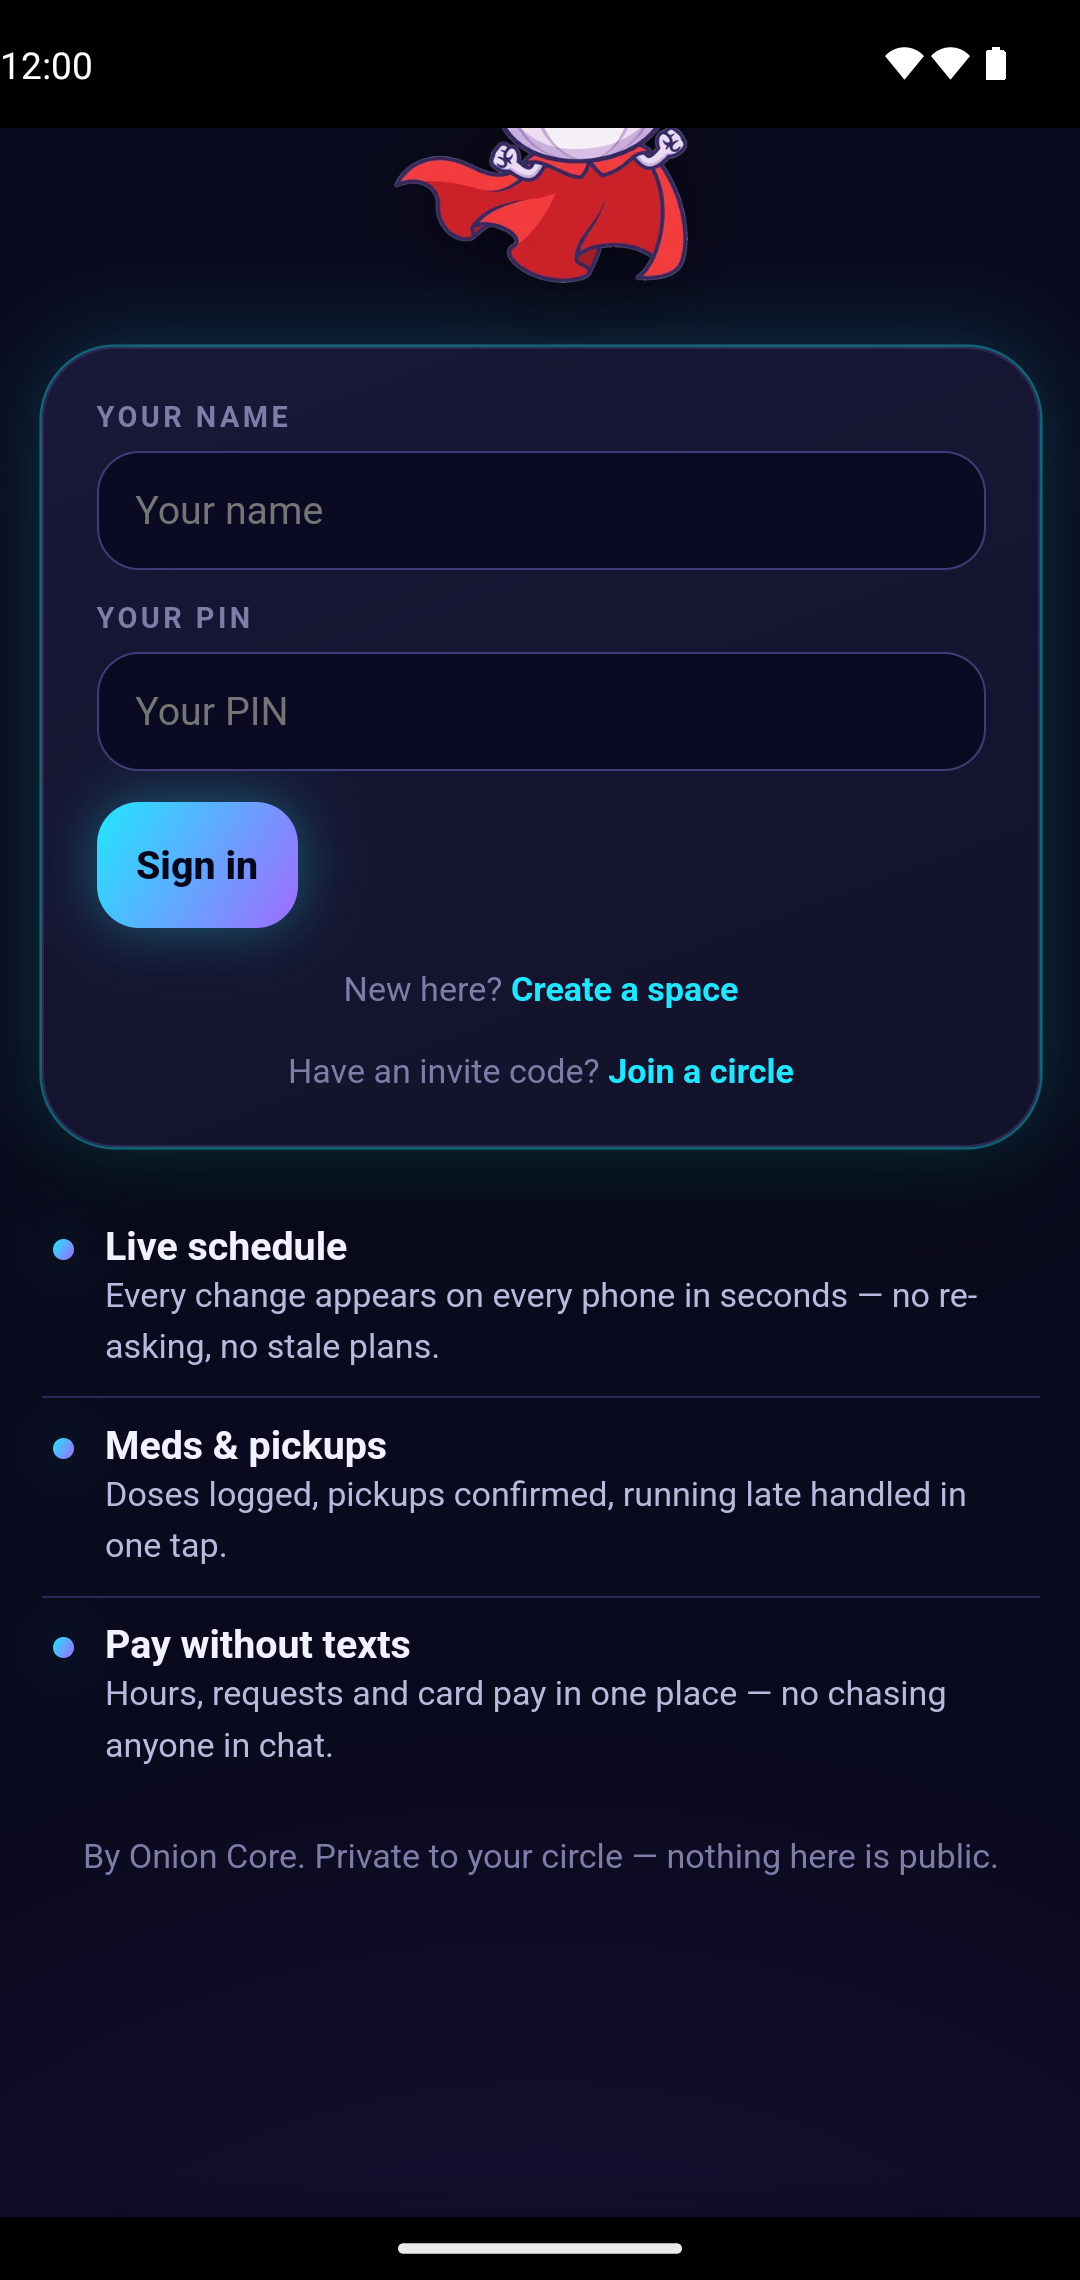 12:00
YOUR NAME
Your name
YOUR PIN
Your PIN
Sign in
New here? Create a space
Have an invite code? Join a circle
Live schedule
Every change appears on every phone in seconds — no re-
asking, no stale plans.
Meds & pickups
Doses logged, pickups confirmed, running late handled in
one tap.
Pay without texts
Hours, requests and card pay in one place — no chasing
anyone in chat.
By Onion Core. Private to your circle — nothing here is public.